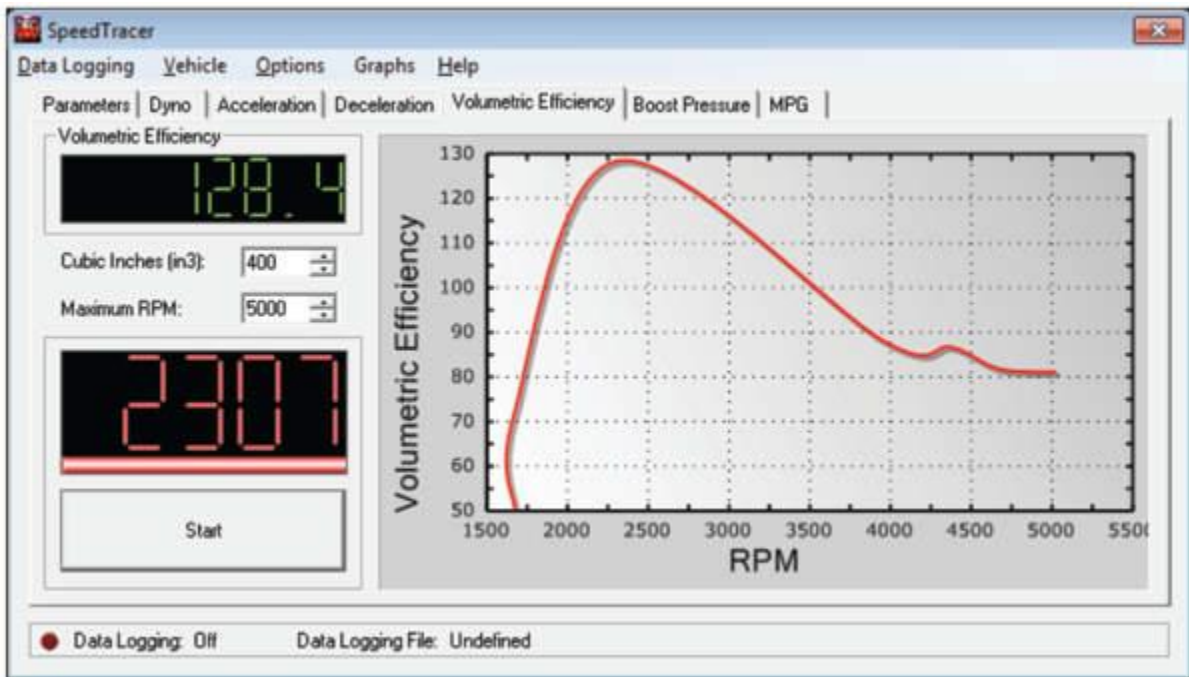 SpeedTracer
Data Logging Vehicle Options Graphs Help
Parameters Dyno Acceleration Deceleration Volumetric Efficiency Boost Pressure MPG
Volumetric Efficiency
128.4
Cubic Inches (in3): 400
Maximum RPM: 5000
2307
Start
Volumetric Efficiency
130
120
110
100
90
80
70
60
50
1500 2000 2500 3000 3500 4000 4500 5000 5500
RPM
Data Logging: Off Data Logging File: Undefined